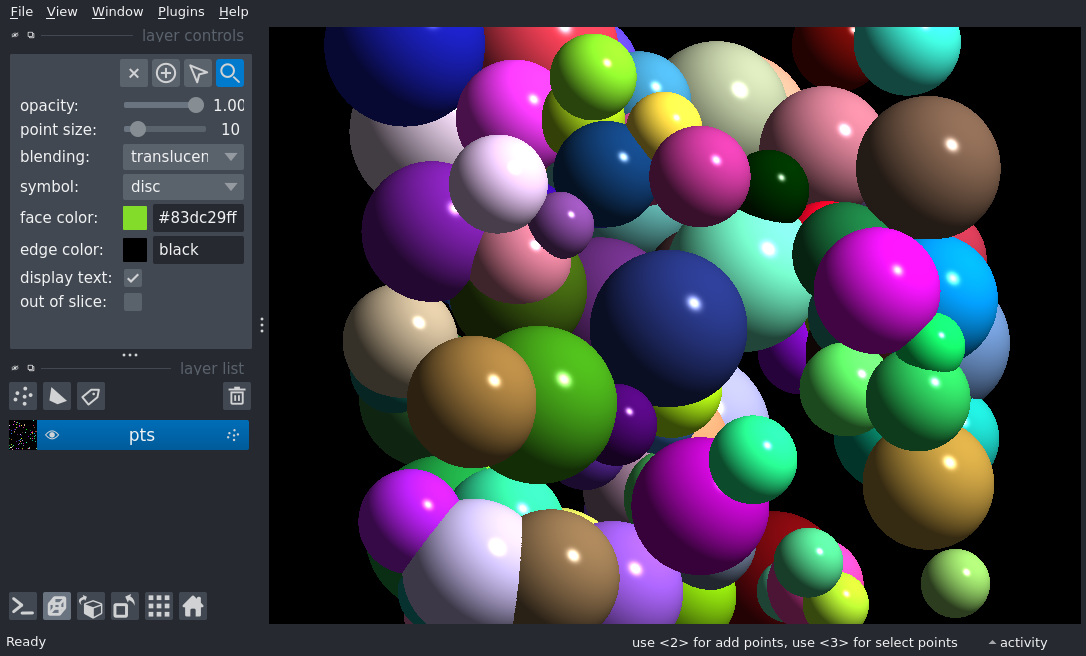 File View Window Plugins Help
layer controls
opacity: 1.00
point size: 10
blending: translucen
symbol: disc
face color: #83dc29ff
edge color: black
display text:
out of slice:
layer list
pts
Ready use <2> for add points, use <3> for select points activity